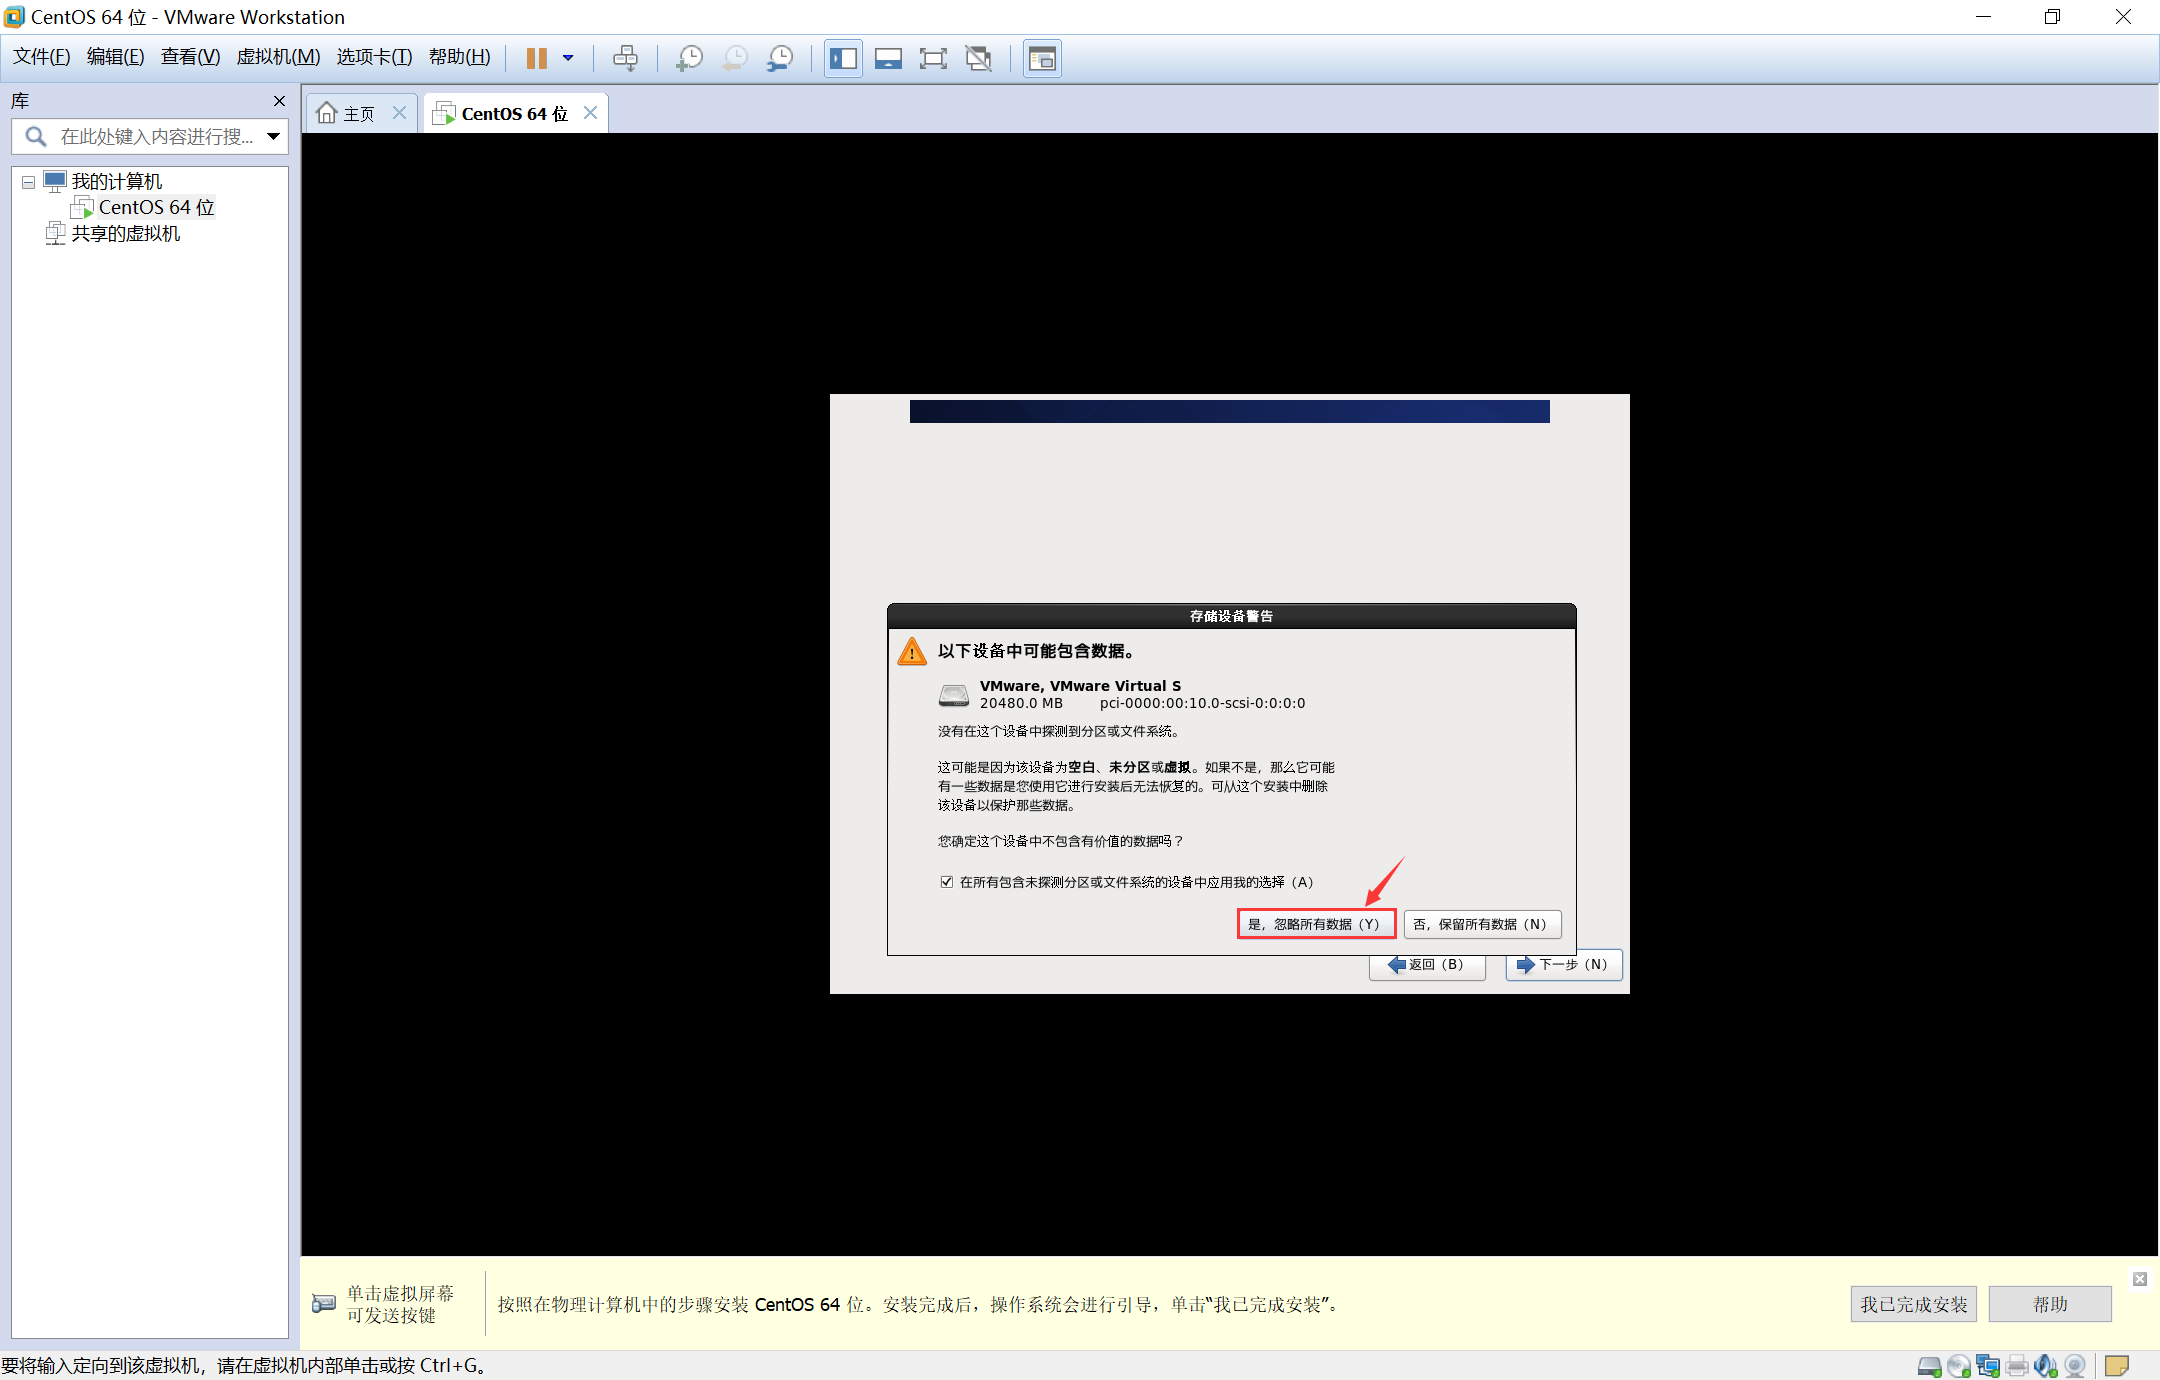 CentOS 64 位 - VMware Workstation
文件(F) 编辑(E) 查看(V) 虚拟机(M) 选项卡(T) 帮助(H)
库
在此处键入内容进行搜...
我的计算机
CentOS 64 位
共享的虚拟机
主页
CentOS 64 位
存储设备警告
以下设备中可能包含数据。
VMware, VMware Virtual S
20480.0 MB pci-0000:00:10.0-scsi-0:0:0:0
没有在这个设备中探测到分区或文件系统。
这可能是因为该设备为空白、未分区或虚拟。如果不是，那么它可能
有一些数据是您使用它进行安装后无法恢复的。可从这个安装中删除
该设备以保护那些数据。
您确定这个设备中不包含有价值的数据吗？
在所有包含未探测分区或文件系统的设备中应用我的选择（A）
是，忽略所有数据（Y） 否，保留所有数据（N）
返回（B） 下一步（N）
单击虚拟屏幕
可发送按键
按照在物理计算机中的步骤安装 CentOS 64 位。安装完成后，操作系统会进行引导，单击“我已完成安装”。
我已完成安装 帮助
要将输入定向到该虚拟机，请在虚拟机内部单击或按 Ctrl+G。